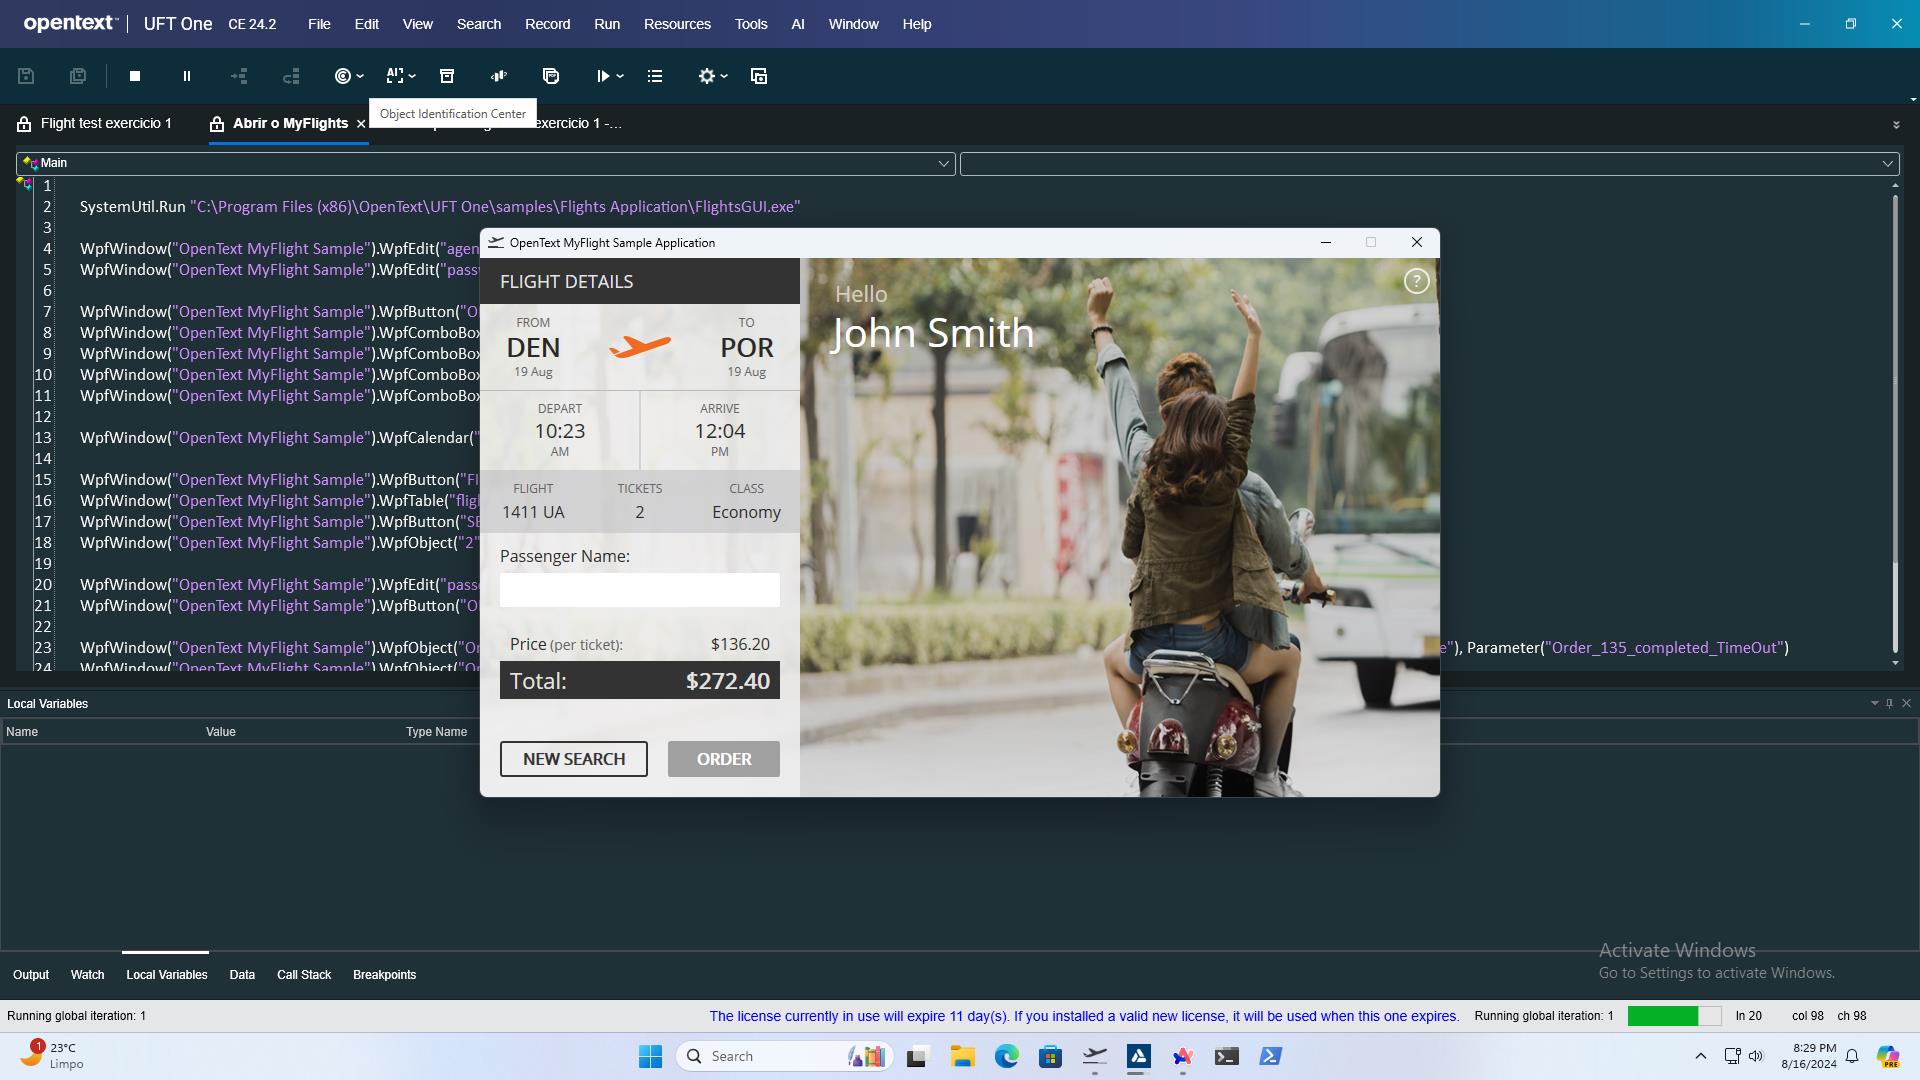 opentext™ | UFT One CE 24.2 File Edit View Search Record Run Resources Tools AI Window Help
Object Identification Center
Flight test exercicio 1 Abrir o MyFlights × exercicio 1 -...
Main
1
2 SystemUtil.Run "C:\Program Files (x86)\OpenText\UFT One\samples\Flights Application\FlightsGUI.exe"
3
4 WpfWindow("OpenText MyFlight Sample").WpfEdit("agen
5 WpfWindow("OpenText MyFlight Sample").WpfEdit("pass
6
7 WpfWindow("OpenText MyFlight Sample").WpfButton("O
8 WpfWindow("OpenText MyFlight Sample").WpfComboBox
9 WpfWindow("OpenText MyFlight Sample").WpfComboBox
10 WpfWindow("OpenText MyFlight Sample").WpfComboBox
11 WpfWindow("OpenText MyFlight Sample").WpfComboBox
12
13 WpfWindow("OpenText MyFlight Sample").WpfCalendar("
14
15 WpfWindow("OpenText MyFlight Sample").WpfButton("Fl
16 WpfWindow("OpenText MyFlight Sample").WpfTable("fligh
17 WpfWindow("OpenText MyFlight Sample").WpfButton("SE
18 WpfWindow("OpenText MyFlight Sample").WpfObject("2"
19
20 WpfWindow("OpenText MyFlight Sample").WpfEdit("passe
21 WpfWindow("OpenText MyFlight Sample").WpfButton("O
22
23 WpfWindow("OpenText MyFlight Sample").WpfObject("Or e"), Parameter("Order_135_completed_TimeOut")
24 WpfWindow("OpenText MyFlight Sample").WpfObject("Or
OpenText MyFlight Sample Application
FLIGHT DETAILS
FROM TO
DEN POR
19 Aug 19 Aug
DEPART ARRIVE
10:23 12:04
AM PM
FLIGHT TICKETS CLASS
1411 UA 2 Economy
Passenger Name:
Price (per ticket): $136.20
Total: $272.40
NEW SEARCH ORDER
Hello
John Smith
?
Local Variables
Name Value Type Name
Activate Windows
Go to Settings to activate Windows.
Output Watch Local Variables Data Call Stack Breakpoints
Running global iteration: 1 The license currently in use will expire 11 day(s). If you installed a valid new license, it will be used when this one expires. Running global iteration: 1 ln 20 col 98 ch 98
1 23°C
Limpo
Search
8:29 PM
8/16/2024
PRE